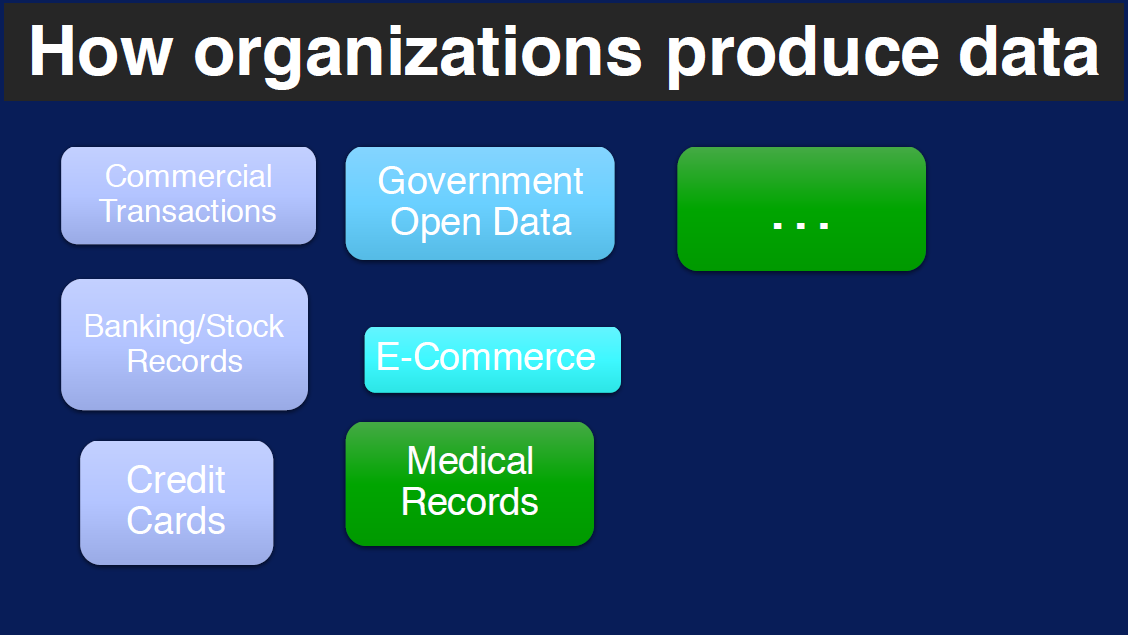 How organizations produce data
Commercial
Transactions
Government
Open Data
. . .
Banking/Stock
Records
E-Commerce
Credit
Cards
Medical
Records